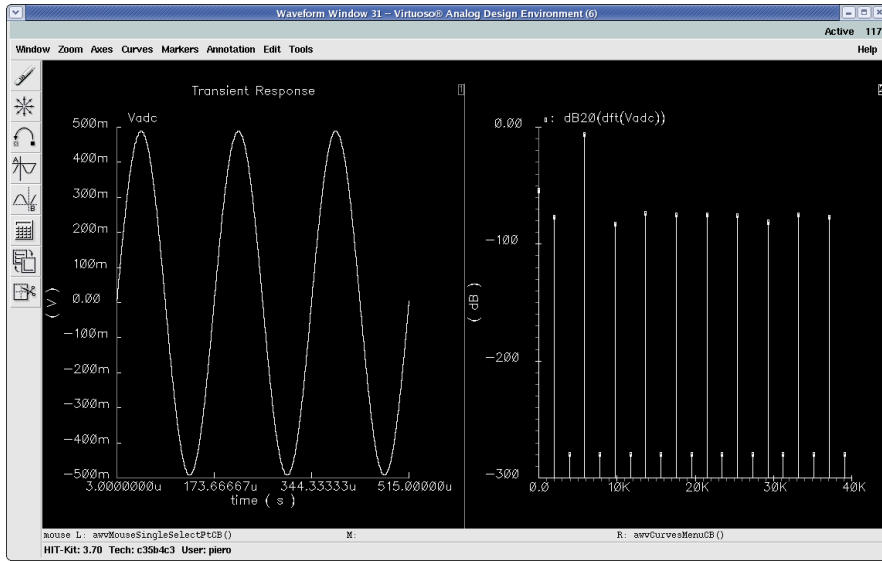 Waveform Window 31 – Virtuoso® Analog Design Environment (6)
Active 117
Window Zoom Axes Curves Markers Annotation Edit Tools Help
Transient Response
1
2
Vadc
: dB20(dft(Vadc))
500m
400m
300m
200m
100m
0.00
−100m
−200m
−300m
−400m
−500m
( V )
3.0000000u 173.66667u 344.33333u 515.00000u
time ( s )
0.00
−100
−200
−300
( dB )
0.0 10K 20K 30K 40K
mouse L: awvMouseSingleSelectPtCB() M: R: awvCurvesMenuCB()
HIT-Kit: 3.70 Tech: c35b4c3 User: piero